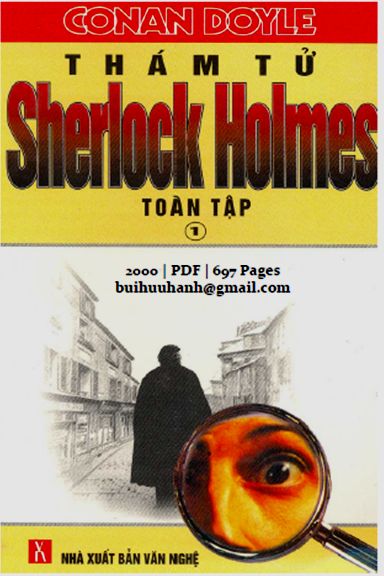 CONAN DOYLE
THÁM TỬ
Sherlock Holmes
TOÀN TẬP
1
2000 | PDF | 697 Pages
buihuuhanh@gmail.com
X
NHÀ XUẤT BẢN VĂN NGHỆ